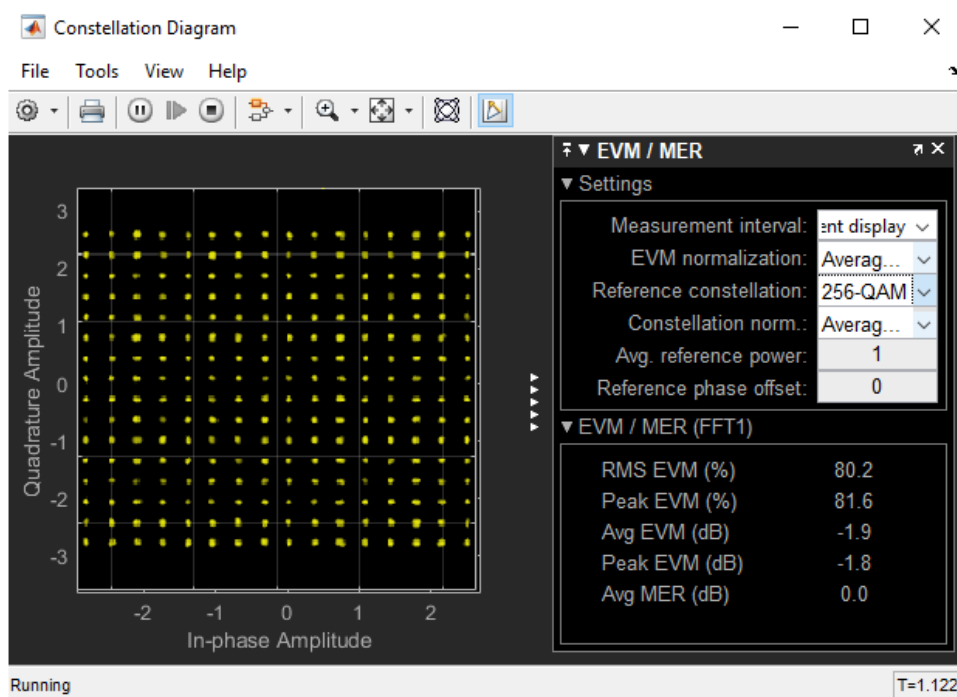 Constellation Diagram
File Tools View Help
EVM / MER
Settings
Measurement interval: ent display
EVM normalization: Averag...
Reference constellation: 256-QAM
Constellation norm.: Averag...
Avg. reference power: 1
Reference phase offset: 0
EVM / MER (FFT1)
RMS EVM (%) 80.2
Peak EVM (%) 81.6
Avg EVM (dB) -1.9
Peak EVM (dB) -1.8
Avg MER (dB) 0.0
Quadrature Amplitude
3
2
1
0
-1
-2
-3
-2 -1 0 1 2
In-phase Amplitude
Running T=1.122